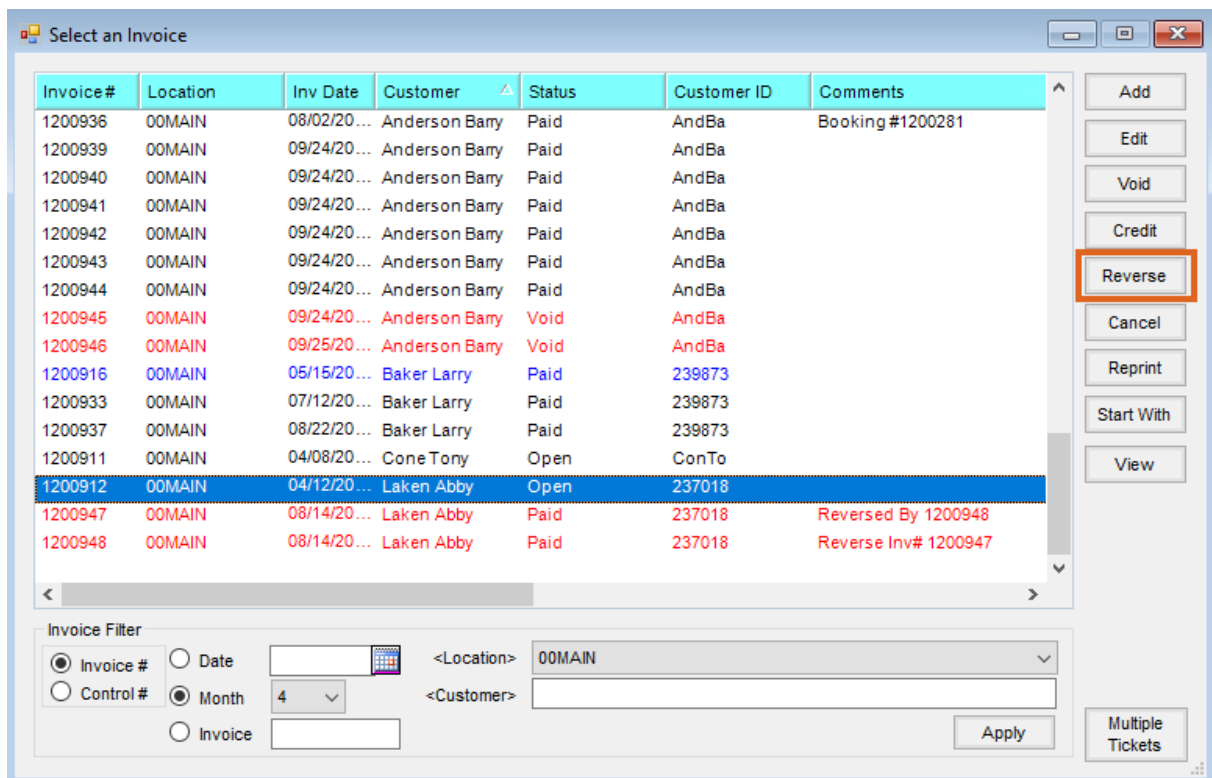 Select an Invoice
Invoice# Location Inv Date Customer Status Customer ID Comments
1200936 00MAIN 08/02/20... Anderson Barry Paid AndBa Booking #1200281
1200939 00MAIN 09/24/20... Anderson Barry Paid AndBa
1200940 00MAIN 09/24/20... Anderson Barry Paid AndBa
1200941 00MAIN 09/24/20... Anderson Barry Paid AndBa
1200942 00MAIN 09/24/20... Anderson Barry Paid AndBa
1200943 00MAIN 09/24/20... Anderson Barry Paid AndBa
1200944 00MAIN 09/24/20... Anderson Barry Paid AndBa
1200945 00MAIN 09/24/20... Anderson Barry Void AndBa
1200946 00MAIN 09/25/20... Anderson Barry Void AndBa
1200916 00MAIN 05/15/20... Baker Larry Paid 239873
1200933 00MAIN 07/12/20... Baker Larry Paid 239873
1200937 00MAIN 08/22/20... Baker Larry Paid 239873
1200911 00MAIN 04/08/20... Cone Tony Open ConTo
1200912 00MAIN 04/12/20... Laken Abby Open 237018
1200947 00MAIN 08/14/20... Laken Abby Paid 237018 Reversed By 1200948
1200948 00MAIN 08/14/20... Laken Abby Paid 237018 Reverse Inv# 1200947
Add
Edit
Void
Credit
Reverse
Cancel
Reprint
Start With
View
Invoice Filter
Invoice # Date <Location> 00MAIN
Control # Month 4 <Customer>
Invoice Apply
Multiple
Tickets